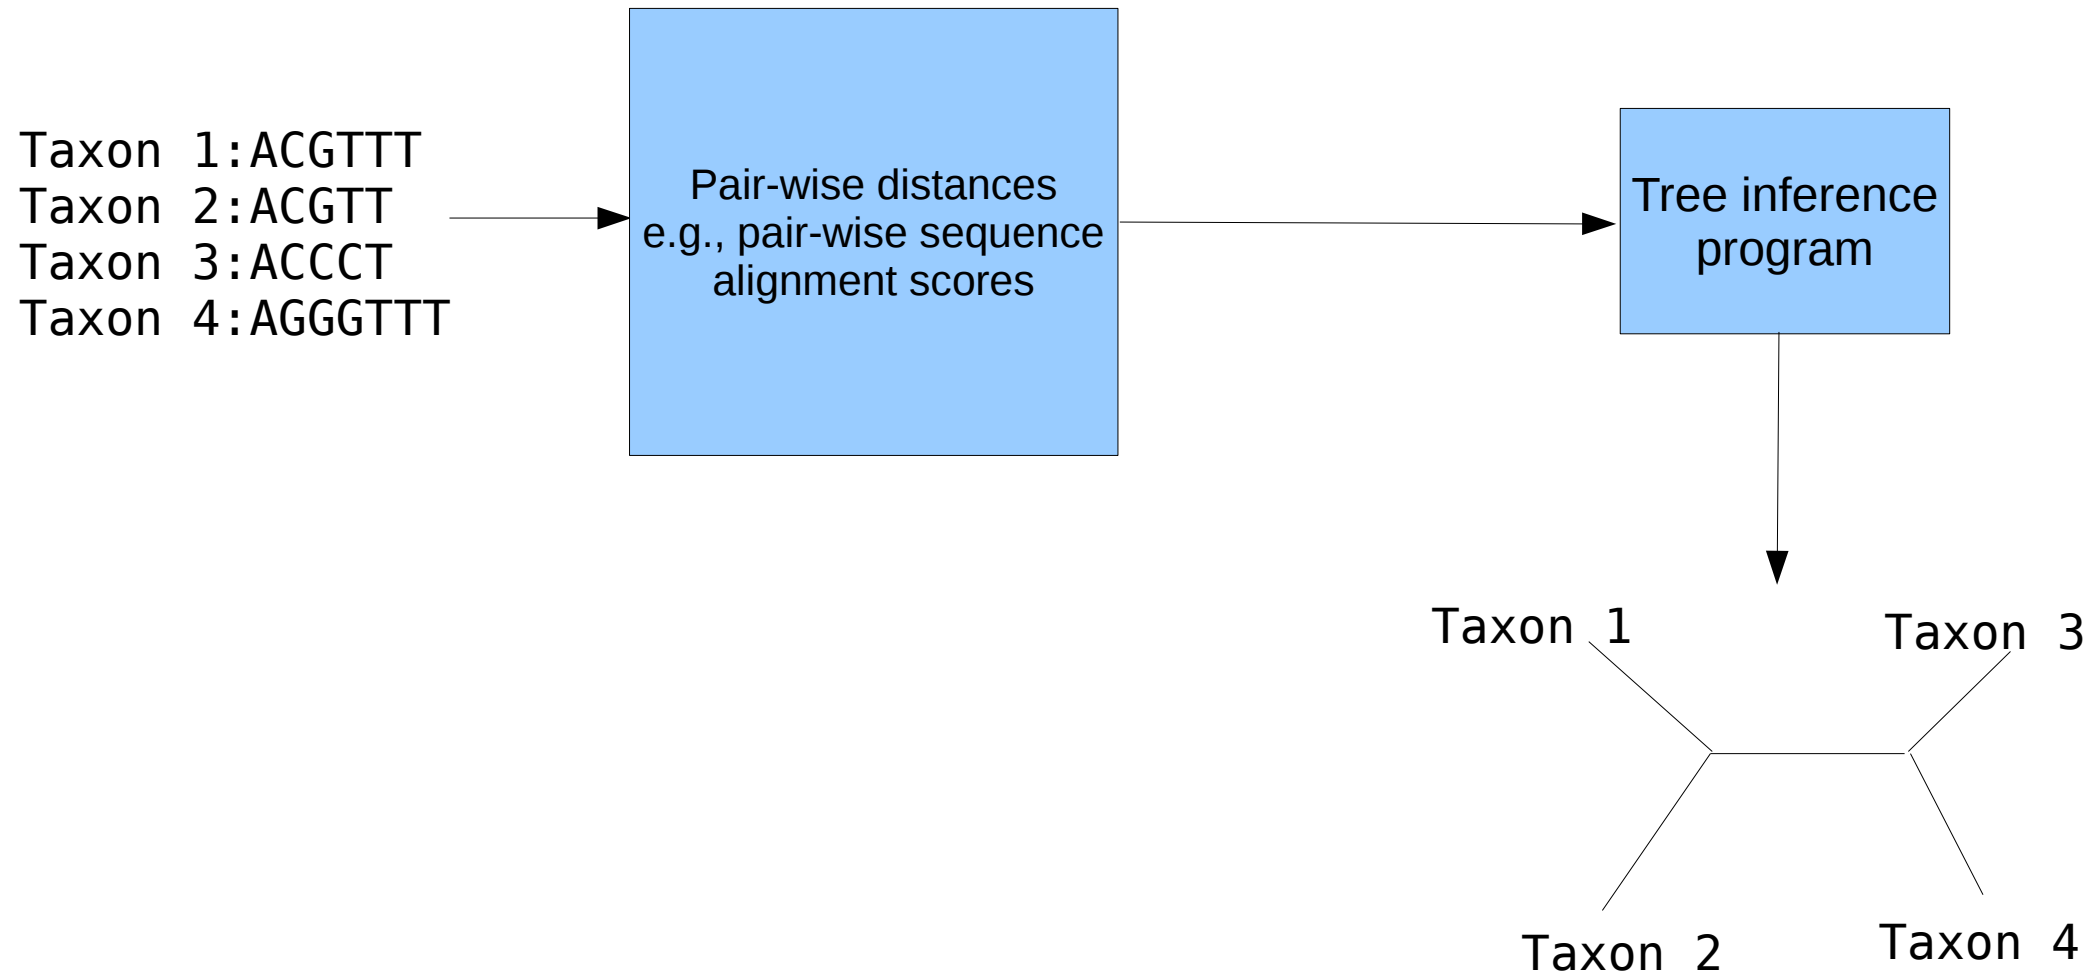 Taxon 1:ACGTTT
Taxon 2:ACGTT
Taxon 3:ACCCT
Taxon 4:AGGGTTT
Pair-wise distances
e.g., pair-wise sequence
alignment scores
Tree inference
program
Taxon 1
Taxon 3
Taxon 2
Taxon 4